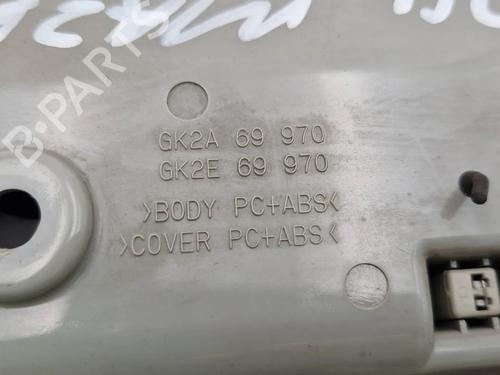 GK2A 69 970
GK2E 69 970
>BODY PC+ABS<
>COVER PC+ABS<
B-PARTS